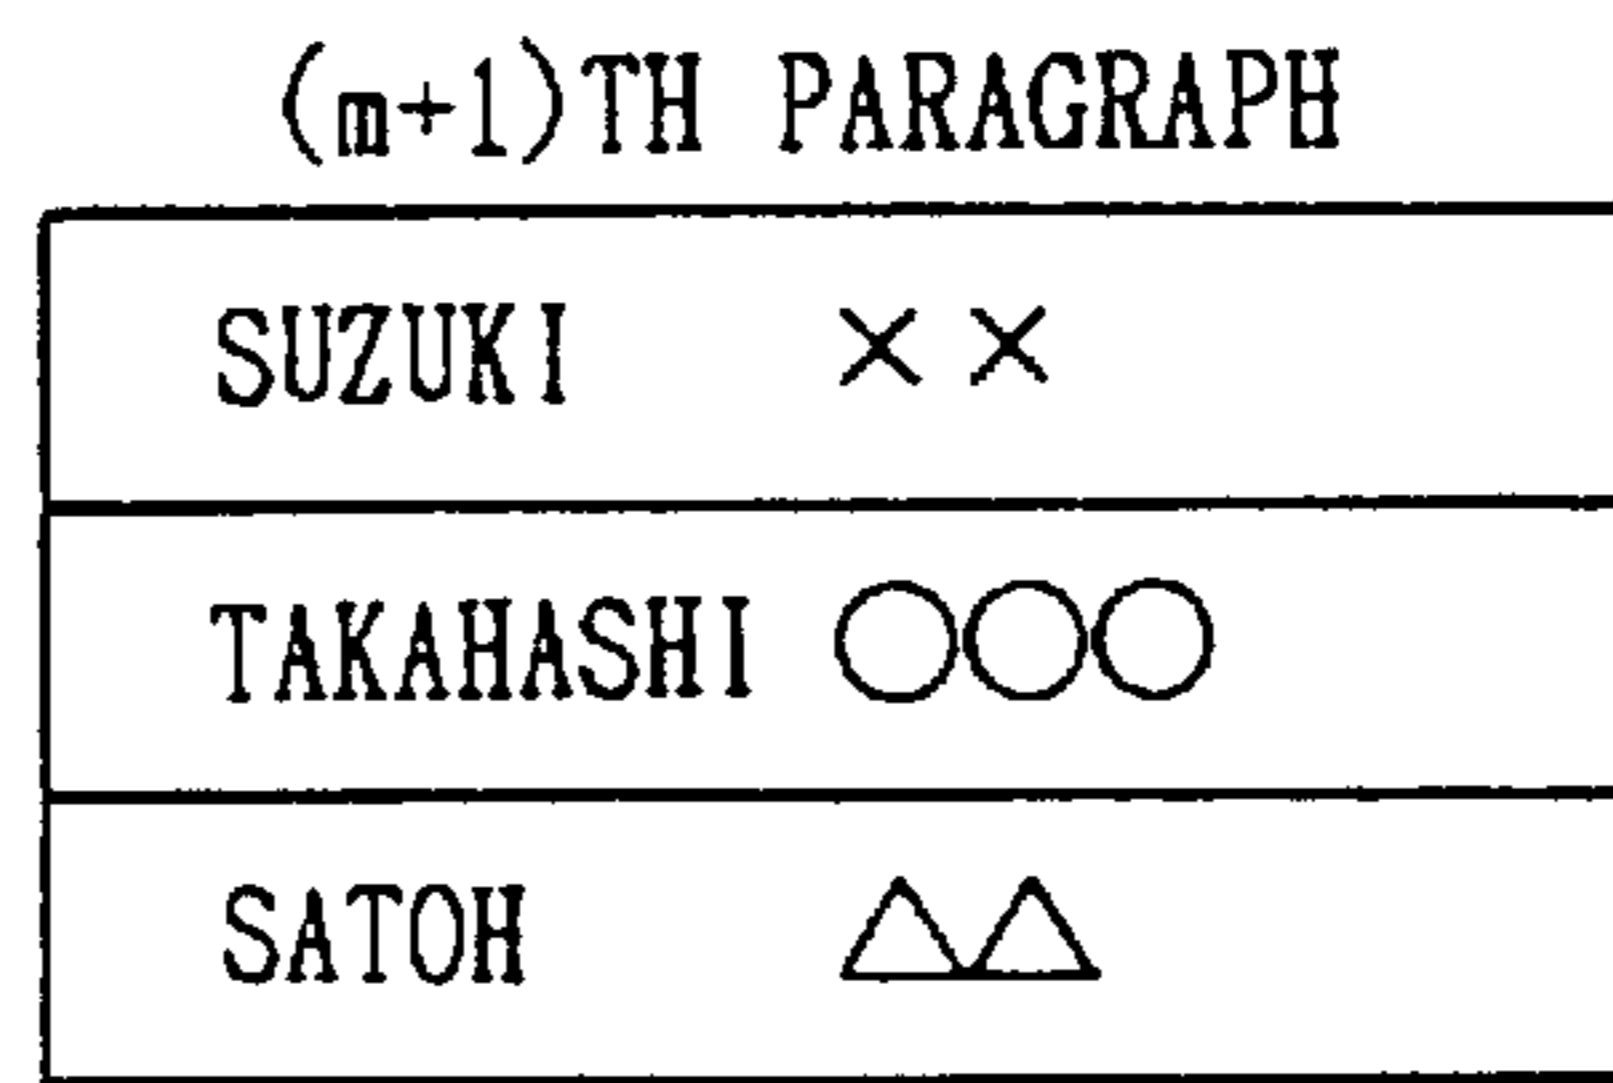 (m+1)TH PARAGRAPH
SUZUKI ××
TAKAHASHI ○○○
SATOH △△